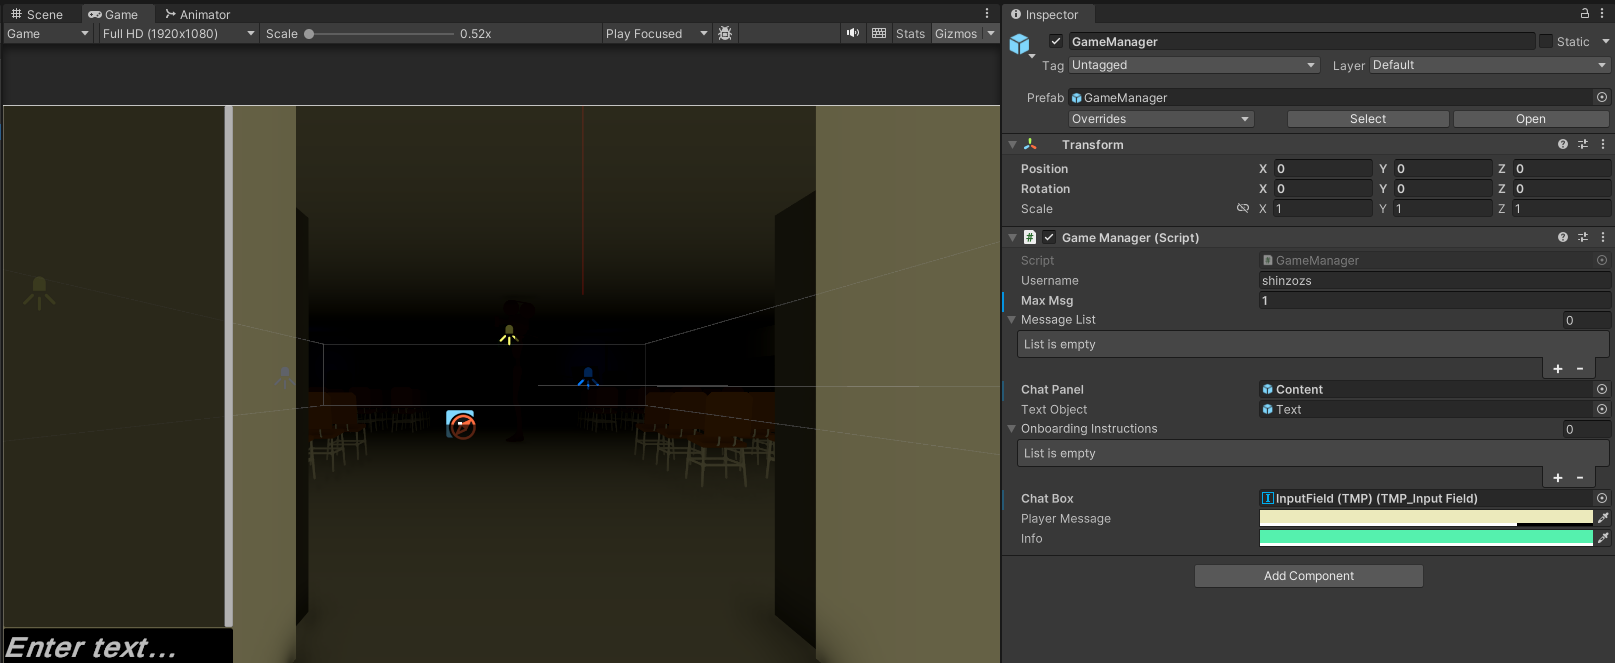 Scene Game Animator
Game Full HD (1920x1080) Scale 0.52x Play Focused Stats Gizmos
Enter text...
Inspector
GameManager Static
Tag Untagged Layer Default
Prefab GameManager
Overrides Select Open
Transform
Position X 0 Y 0 Z 0
Rotation X 0 Y 0 Z 0
Scale X 1 Y 1 Z 1
# Game Manager (Script)
Script GameManager
Username shinzozs
Max Msg 1
Message List 0
List is empty
+ -
Chat Panel Content
Text Object Text
Onboarding Instructions 0
List is empty
+ -
Chat Box InputField (TMP) (TMP_Input Field)
Player Message
Info
Add Component